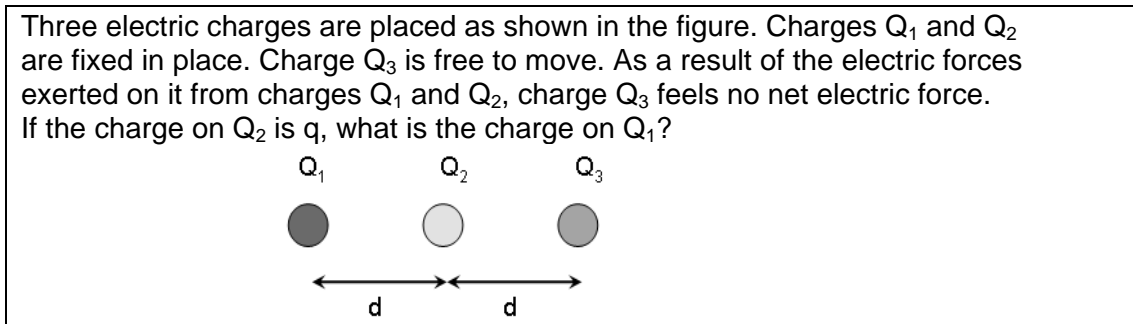 Three electric charges are placed as shown in the figure. Charges Q₁ and Q₂
are fixed in place. Charge Q₃ is free to move. As a result of the electric forces
exerted on it from charges Q₁ and Q₂, charge Q₃ feels no net electric force.
If the charge on Q₂ is q, what is the charge on Q₁?
Q₁ Q₂ Q₃
d d